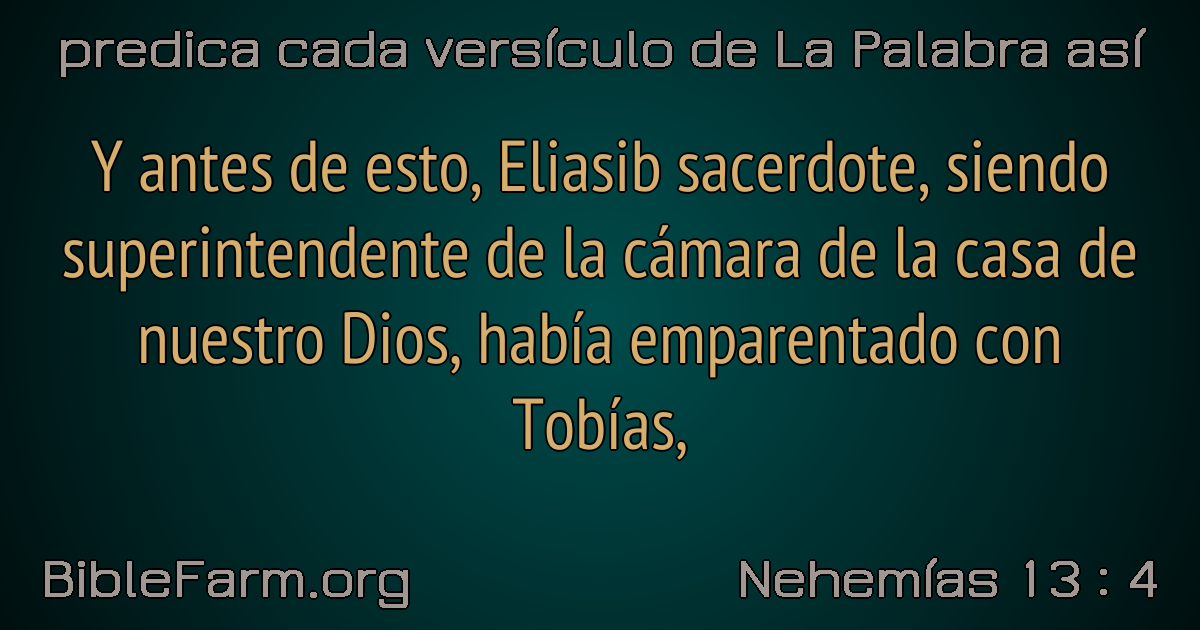 predica cada versículo de La Palabra así
Y antes de esto, Eliasib sacerdote, siendo
superintendente de la cámara de la casa de
nuestro Dios, había emparentado con
Tobías,
BibleFarm.org
Nehemías 13 : 4